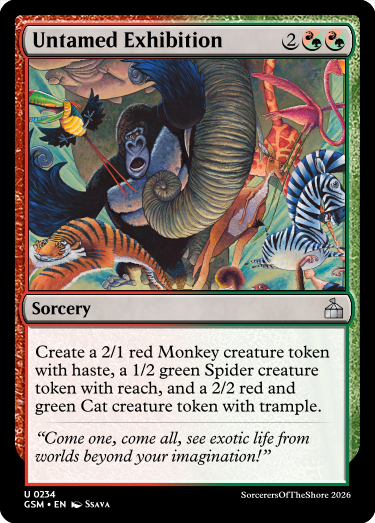 Untamed Exhibition 2
Sorcery
Create a 2/1 red Monkey creature token
with haste, a 1/2 green Spider creature
token with reach, and a 2/2 red and
green Cat creature token with trample.
“Come one, come all, see exotic life from
worlds beyond your imagination!”
U 0234
GSM • EN Ssava
SorcerersOfTheShore 2026